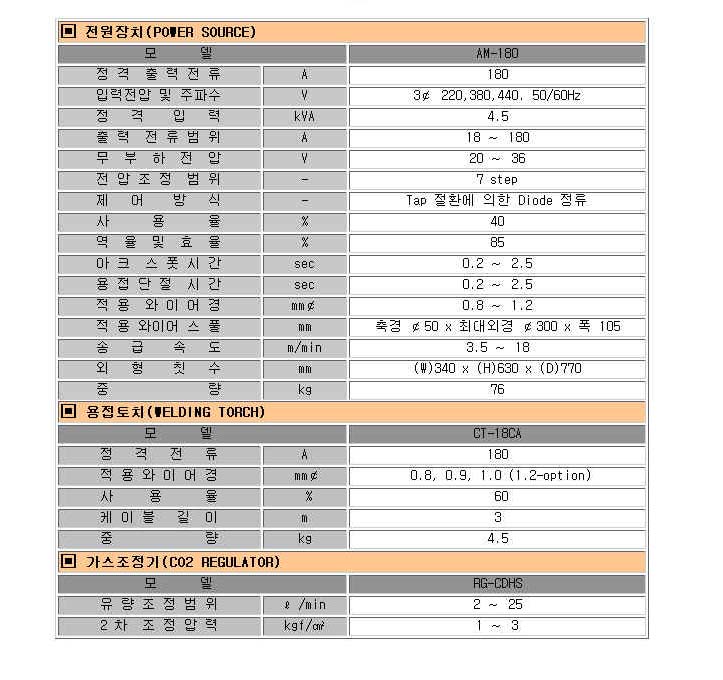 ▣ 전원장치(POWER SOURCE)
모 델 AM-180
정격 출력전류 A 180
입력전압 및 주파수 V 3¢ 220,380,440. 50/60Hz
정 격 입 력 kVA 4.5
출력 전류범위 A 18 ~ 180
무 부 하 전 압 V 20 ~ 36
전압조정 범위 - 7 step
제 어 방 식 - Tap 절환에 의한 Diode 정류
사 용 율 % 40
역 율 및 효 율 % 85
아크 스폿시간 sec 0.2 ~ 2.5
용접단절 시간 sec 0.2 ~ 2.5
적용 와이어경 mm¢ 0.8 ~ 1.2
적용 와이어 스풀 mm 축경 ¢50 x 최대외경 ¢300 x 폭 105
송 급 속 도 m/min 3.5 ~ 18
외 형 칫 수 mm (W)340 x (H)630 x (D)770
중 량 kg 76
▣ 용접토치(WELDING TORCH)
모 델 CT-18CA
정 격 전 류 A 180
적용와이어경 mm¢ 0.8, 0.9, 1.0 (1.2-option)
사 용 율 % 60
케이블 길이 m 3
중 량 kg 4.5
▣ 가스조정기(CO2 REGULATOR)
모 델 RG-CDHS
유량조정범위 ℓ /min 2 ~ 25
2차 조정압력 kgf/㎠ 1 ~ 3